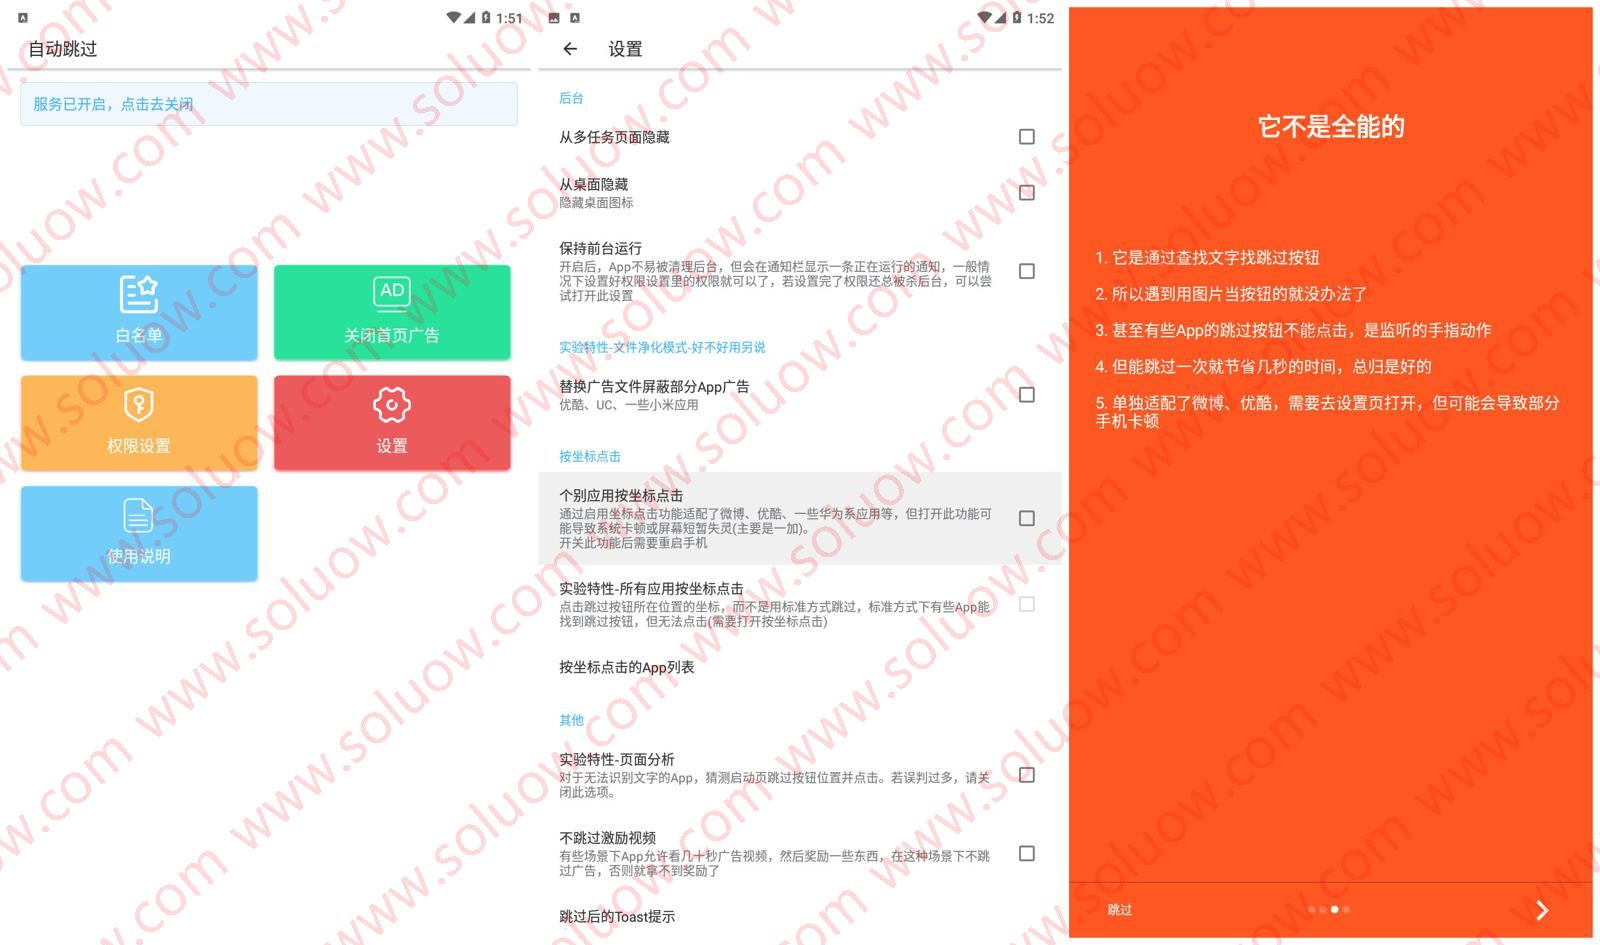 1:51
自动跳过
服务已开启，点击去关闭
白名单
AD
关闭首页广告
权限设置
设置
使用说明
1:52
设置
后台
从多任务页面隐藏
从桌面隐藏
隐藏桌面图标
保持前台运行
开启后，App不易被清理后台，但会在通知栏显示一条正在运行的通知，一般情
况下设置好权限设置里的权限就可以了，若设置完了权限还总被杀后台，可以尝
试打开此设置
实验特性-文件净化模式-好不好用另说
替换广告文件屏蔽部分App广告
优酷、UC、一些小米应用
按坐标点击
个别应用按坐标点击
通过启用坐标点击功能适配了微博、优酷、一些华为系应用等，但打开此功能可
能导致系统卡顿或屏幕短暂失灵(主要是一加)。
开关此功能后需要重启手机
实验特性-所有应用按坐标点击
点击跳过按钮所在位置的坐标，而不是用标准方式跳过，标准方式下有些App能
找到跳过按钮，但无法点击(需要打开按坐标点击)
按坐标点击的App列表
其他
实验特性-页面分析
对于无法识别文字的App，猜测启动页跳过按钮位置并点击。若误判过多，请关
闭此选项。
不跳过激励视频
有些场景下App允许看几十秒广告视频，然后奖励一些东西，在这种场景下不跳
过广告，否则就拿不到奖励了
跳过后的Toast提示
它不是全能的
1. 它是通过查找文字找跳过按钮
2. 所以遇到用图片当按钮的就没办法了
3. 甚至有些App的跳过按钮不能点击，是监听的手指动作
4. 但能跳过一次就节省几秒的时间，总归是好的
5. 单独适配了微博、优酷，需要去设置页打开，但可能会导致部分
手机卡顿
跳过
www.soluow.com